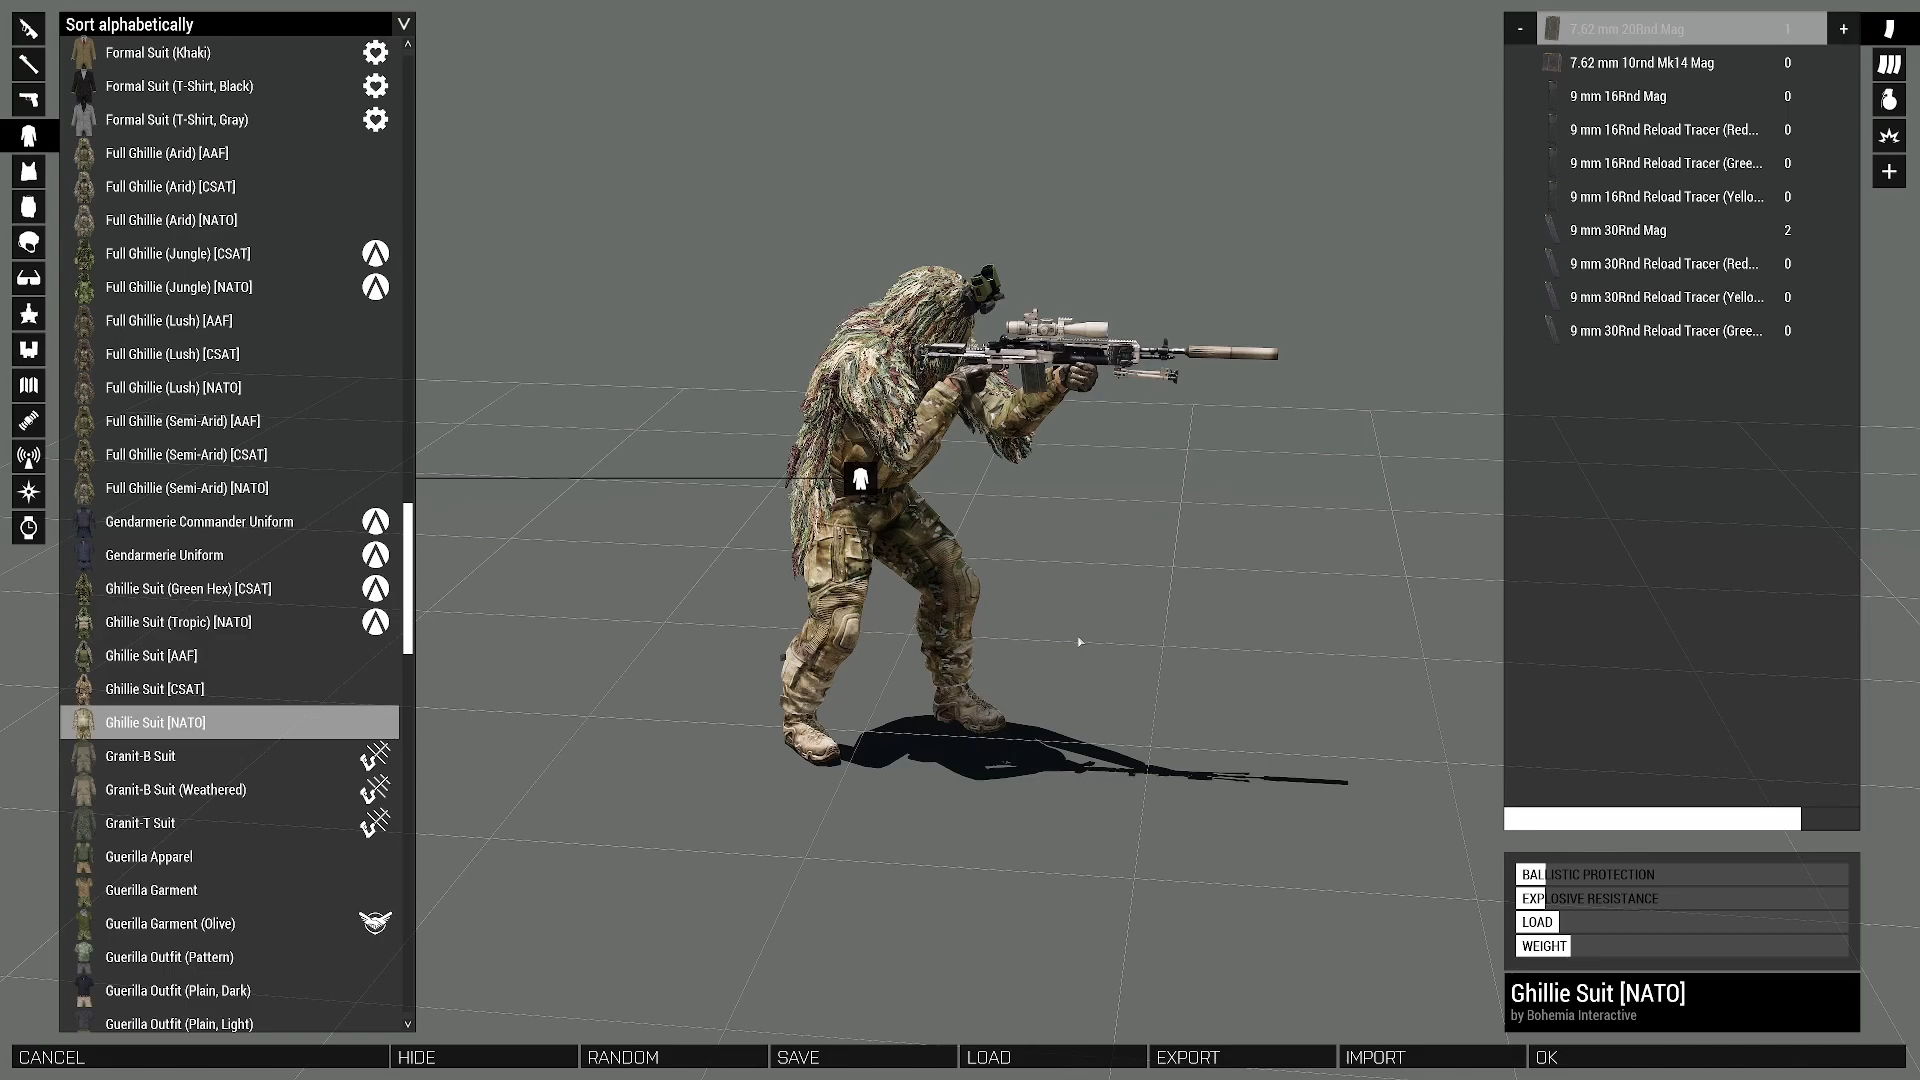 Sort alphabetically
Formal Suit (Khaki)
Formal Suit (T-Shirt, Black)
Formal Suit (T-Shirt, Gray)
Full Ghillie (Arid) [AAF]
Full Ghillie (Arid) [CSAT]
Full Ghillie (Arid) [NATO]
Full Ghillie (Jungle) [CSAT]
Full Ghillie (Jungle) [NATO]
Full Ghillie (Lush) [AAF]
Full Ghillie (Lush) [CSAT]
Full Ghillie (Lush) [NATO]
Full Ghillie (Semi-Arid) [AAF]
Full Ghillie (Semi-Arid) [CSAT]
Full Ghillie (Semi-Arid) [NATO]
Gendarmerie Commander Uniform
Gendarmerie Uniform
Ghillie Suit (Green Hex) [CSAT]
Ghillie Suit (Tropic) [NATO]
Ghillie Suit [AAF]
Ghillie Suit [CSAT]
Ghillie Suit [NATO]
Granit-B Suit
Granit-B Suit (Weathered)
Granit-T Suit
Guerilla Apparel
Guerilla Garment
Guerilla Garment (Olive)
Guerilla Outfit (Pattern)
Guerilla Outfit (Plain, Dark)
Guerilla Outfit (Plain, Light)
- 7.62 mm 20Rnd Mag 1 +
7.62 mm 10rnd Mk14 Mag 0
9 mm 16Rnd Mag 0
9 mm 16Rnd Reload Tracer (Red... 0
9 mm 16Rnd Reload Tracer (Gree... 0
9 mm 16Rnd Reload Tracer (Yello... 0
9 mm 30Rnd Mag 2
9 mm 30Rnd Reload Tracer (Red... 0
9 mm 30Rnd Reload Tracer (Yello... 0
9 mm 30Rnd Reload Tracer (Gree... 0
BALLISTIC PROTECTION
EXPLOSIVE RESISTANCE
LOAD
WEIGHT
Ghillie Suit [NATO]
by Bohemia Interactive
CANCEL HIDE RANDOM SAVE LOAD EXPORT IMPORT OK